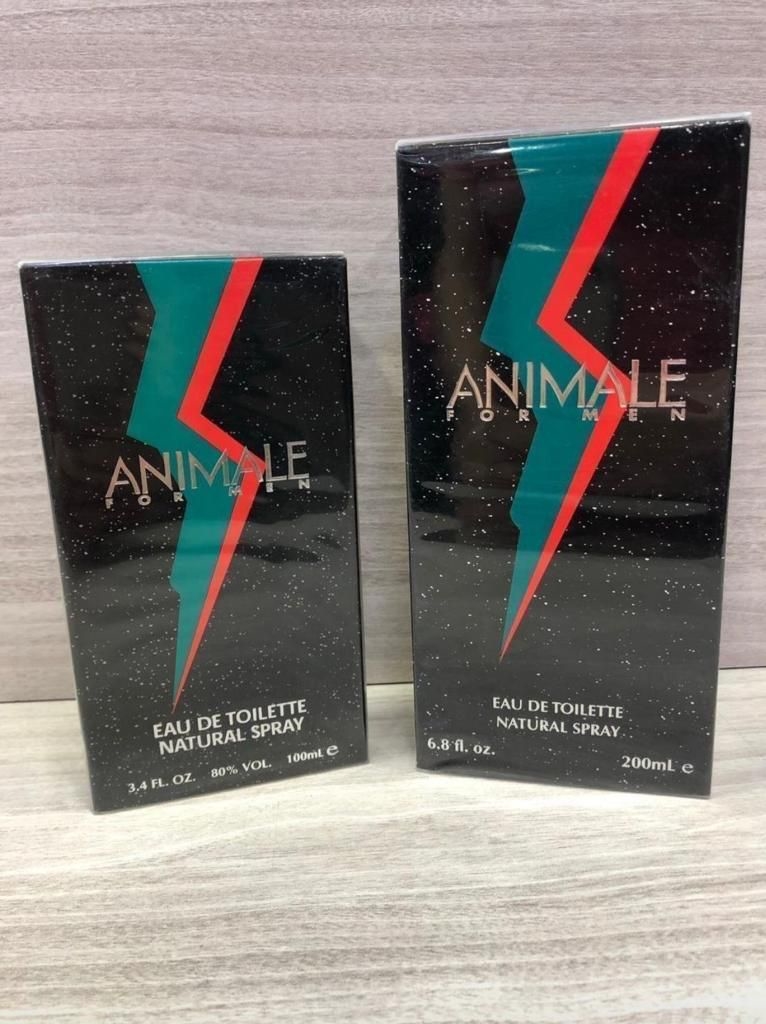 ANIMALE
FOR MEN
EAU DE TOILETTE
NATURAL SPRAY
3.4 FL. OZ. 80% VOL. 100mL e
ANIMALE
FOR MEN
EAU DE TOILETTE
NATURAL SPRAY
6.8 fl. oz. 200mL e